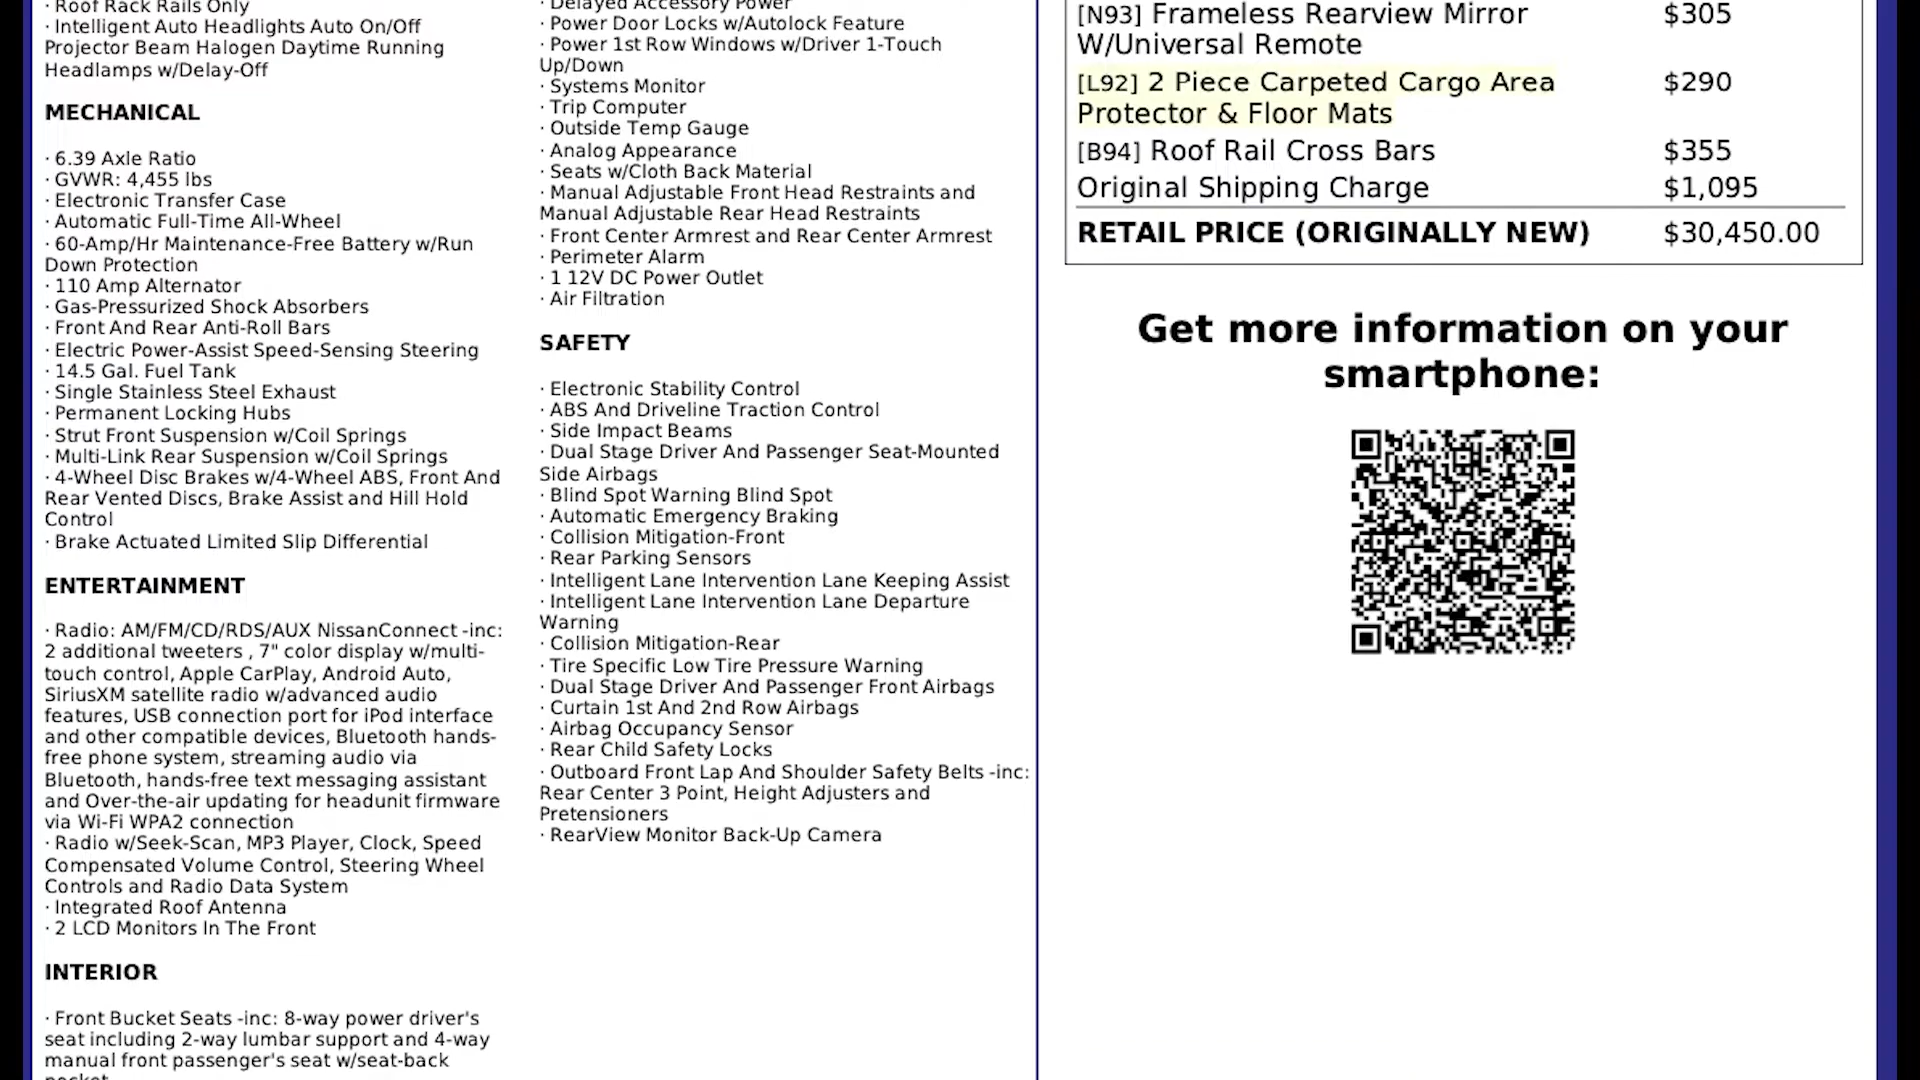 · Roof Rack Rails Only
· Intelligent Auto Headlights Auto On/Off
Projector Beam Halogen Daytime Running
Headlamps w/Delay-Off
MECHANICAL
· 6.39 Axle Ratio
· GVWR: 4,455 lbs
· Electronic Transfer Case
· Automatic Full-Time All-Wheel
· 60-Amp/Hr Maintenance-Free Battery w/Run
Down Protection
· 110 Amp Alternator
· Gas-Pressurized Shock Absorbers
· Front And Rear Anti-Roll Bars
· Electric Power-Assist Speed-Sensing Steering
· 14.5 Gal. Fuel Tank
· Single Stainless Steel Exhaust
· Permanent Locking Hubs
· Strut Front Suspension w/Coil Springs
· Multi-Link Rear Suspension w/Coil Springs
· 4-Wheel Disc Brakes w/4-Wheel ABS, Front And
Rear Vented Discs, Brake Assist and Hill Hold
Control
· Brake Actuated Limited Slip Differential
ENTERTAINMENT
· Radio: AM/FM/CD/RDS/AUX NissanConnect -inc:
2 additional tweeters , 7" color display w/multi-
touch control, Apple CarPlay, Android Auto,
SiriusXM satellite radio w/advanced audio
features, USB connection port for iPod interface
and other compatible devices, Bluetooth hands-
free phone system, streaming audio via
Bluetooth, hands-free text messaging assistant
and Over-the-air updating for headunit firmware
via Wi-Fi WPA2 connection
· Radio w/Seek-Scan, MP3 Player, Clock, Speed
Compensated Volume Control, Steering Wheel
Controls and Radio Data System
· Integrated Roof Antenna
· 2 LCD Monitors In The Front
INTERIOR
· Front Bucket Seats -inc: 8-way power driver's
seat including 2-way lumbar support and 4-way
manual front passenger's seat w/seat-back
pocket
· Delayed Accessory Power
· Power Door Locks w/Autolock Feature
· Power 1st Row Windows w/Driver 1-Touch
Up/Down
· Systems Monitor
· Trip Computer
· Outside Temp Gauge
· Analog Appearance
· Seats w/Cloth Back Material
· Manual Adjustable Front Head Restraints and
Manual Adjustable Rear Head Restraints
· Front Center Armrest and Rear Center Armrest
· Perimeter Alarm
· 1 12V DC Power Outlet
· Air Filtration
SAFETY
· Electronic Stability Control
· ABS And Driveline Traction Control
· Side Impact Beams
· Dual Stage Driver And Passenger Seat-Mounted
Side Airbags
· Blind Spot Warning Blind Spot
· Automatic Emergency Braking
· Collision Mitigation-Front
· Rear Parking Sensors
· Intelligent Lane Intervention Lane Keeping Assist
· Intelligent Lane Intervention Lane Departure
Warning
· Collision Mitigation-Rear
· Tire Specific Low Tire Pressure Warning
· Dual Stage Driver And Passenger Front Airbags
· Curtain 1st And 2nd Row Airbags
· Airbag Occupancy Sensor
· Rear Child Safety Locks
· Outboard Front Lap And Shoulder Safety Belts -inc:
Rear Center 3 Point, Height Adjusters and
Pretensioners
· RearView Monitor Back-Up Camera
[N93] Frameless Rearview Mirror $305
W/Universal Remote
[L92] 2 Piece Carpeted Cargo Area $290
Protector & Floor Mats
[B94] Roof Rail Cross Bars $355
Original Shipping Charge $1,095
RETAIL PRICE (ORIGINALLY NEW) $30,450.00
Get more information on your
smartphone: